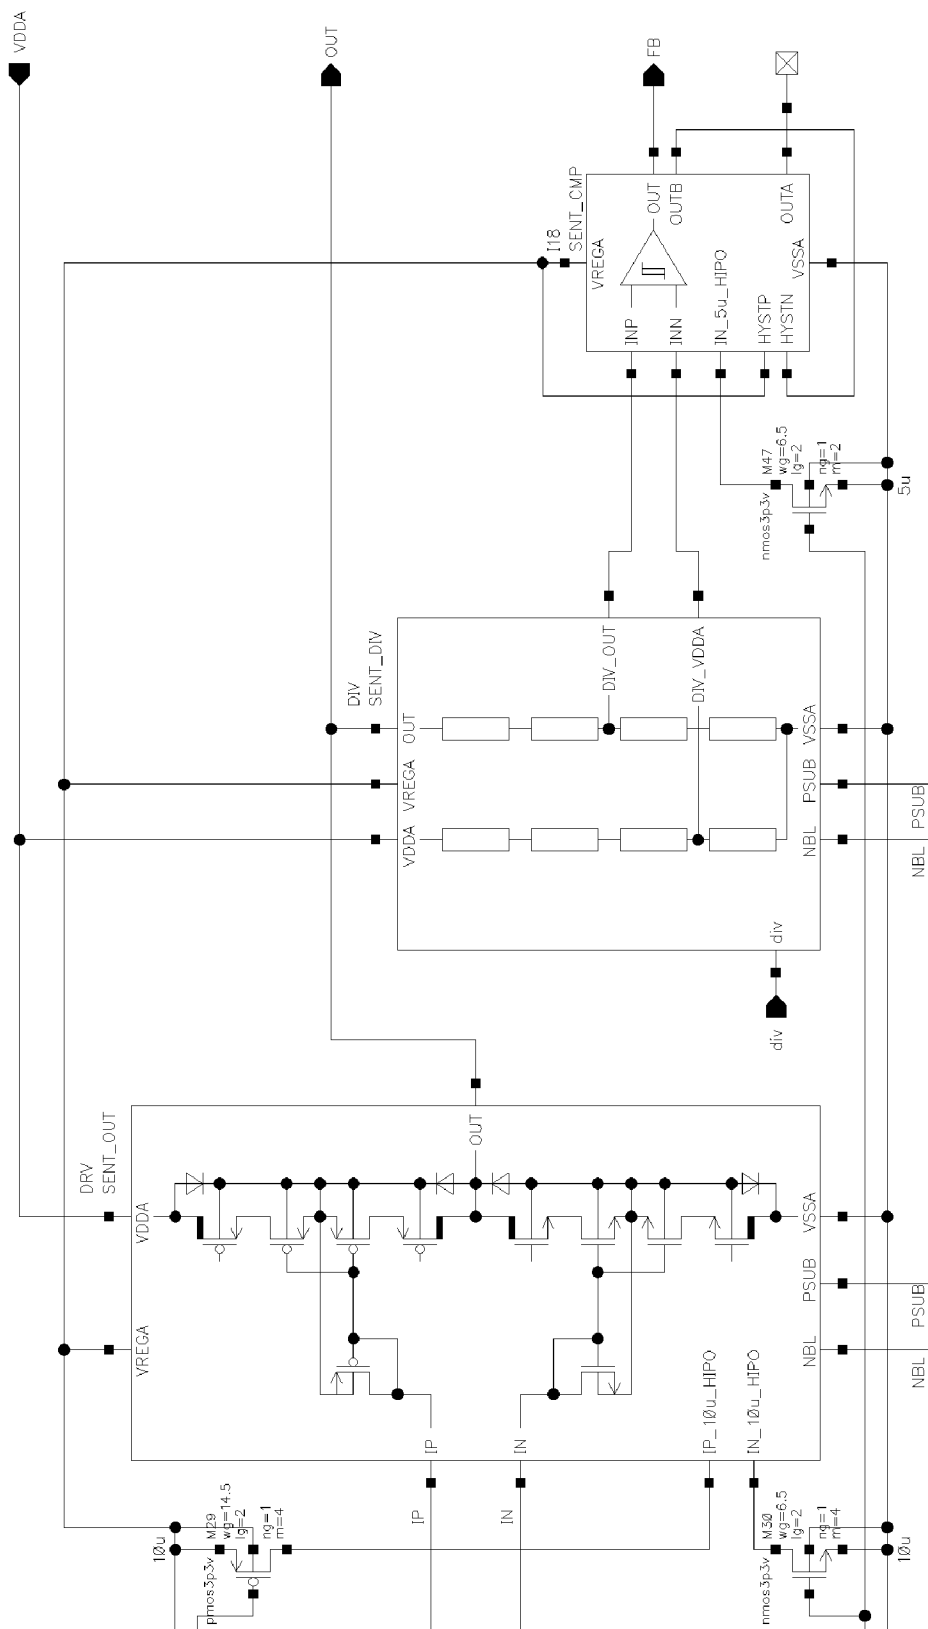 VDDA
OUT
FB
I18
SENT_CMP
VREGA
INP
INN
IN_5u_HIPO
HYSTP
HYSTN
OUT
OUTB
OUTA
VSSA
nmos3p3v
M47
wg=6.5
lg=2
ng=1
m=2
5u
DIV
SENT_DIV
VDDA
VREGA
OUT
DIV_OUT
DIV_VDDA
div
div
NBL
PSUB
VSSA
NBL
PSUB
DRV
SENT_OUT
VREGA
VDDA
OUT
IP
IN
IP_10u_HIPO
IN_10u_HIPO
NBL
PSUB
VSSA
NBL
PSUB
IP
IN
10u
pmos3p3v
M29
wg=14.5
lg=2
ng=1
m=4
nmos3p3v
M30
wg=6.5
lg=2
ng=1
m=4
10u